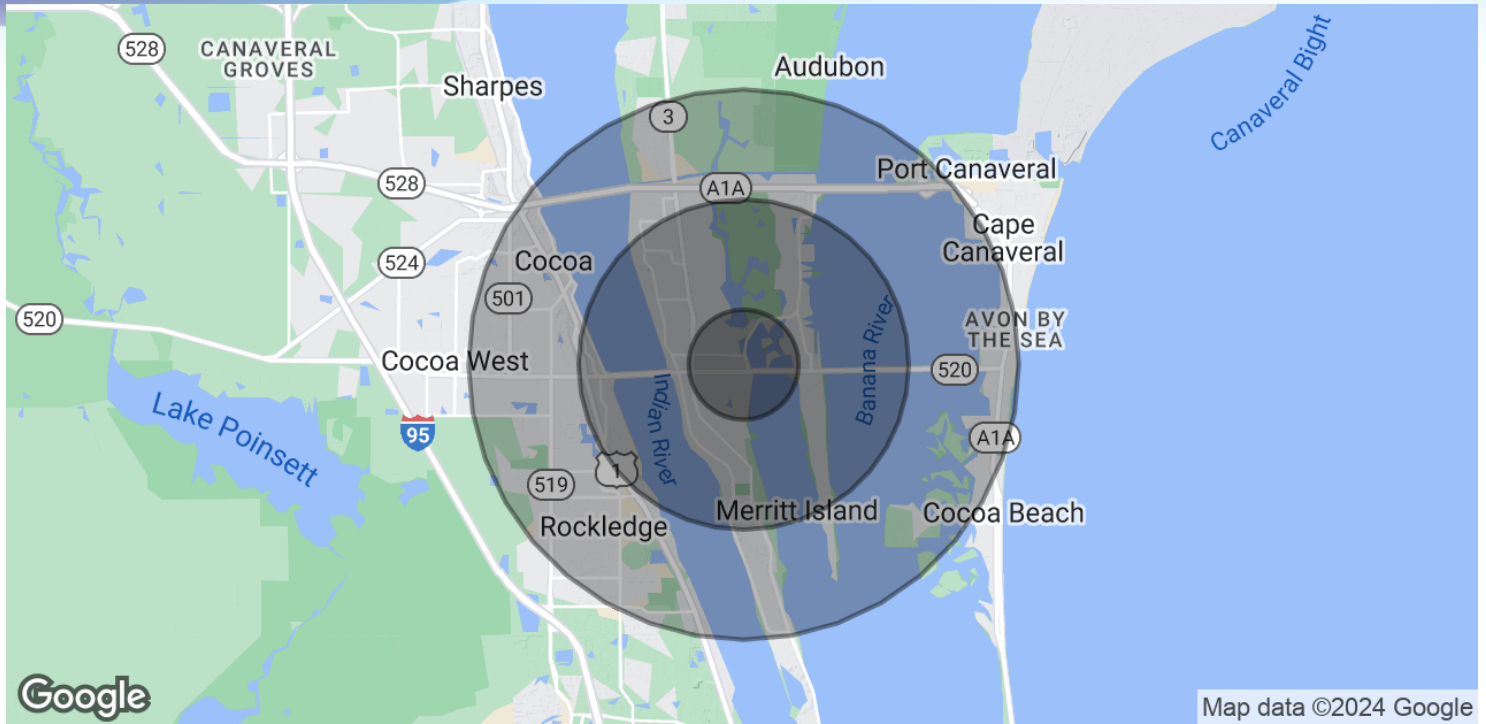 528
CANAVERAL
GROVES
Sharpes
Audubon
Canaveral Bight
3
528
A1A
Port Canaveral
Cape
Canaveral
524
Cocoa
501
520
AVON BY
THE SEA
Banana River
Cocoa West
520
Indian River
Lake Poinsett
95
A1A
1
519
Rockledge
Merritt Island
Cocoa Beach
Google
Map data ©2024 Google